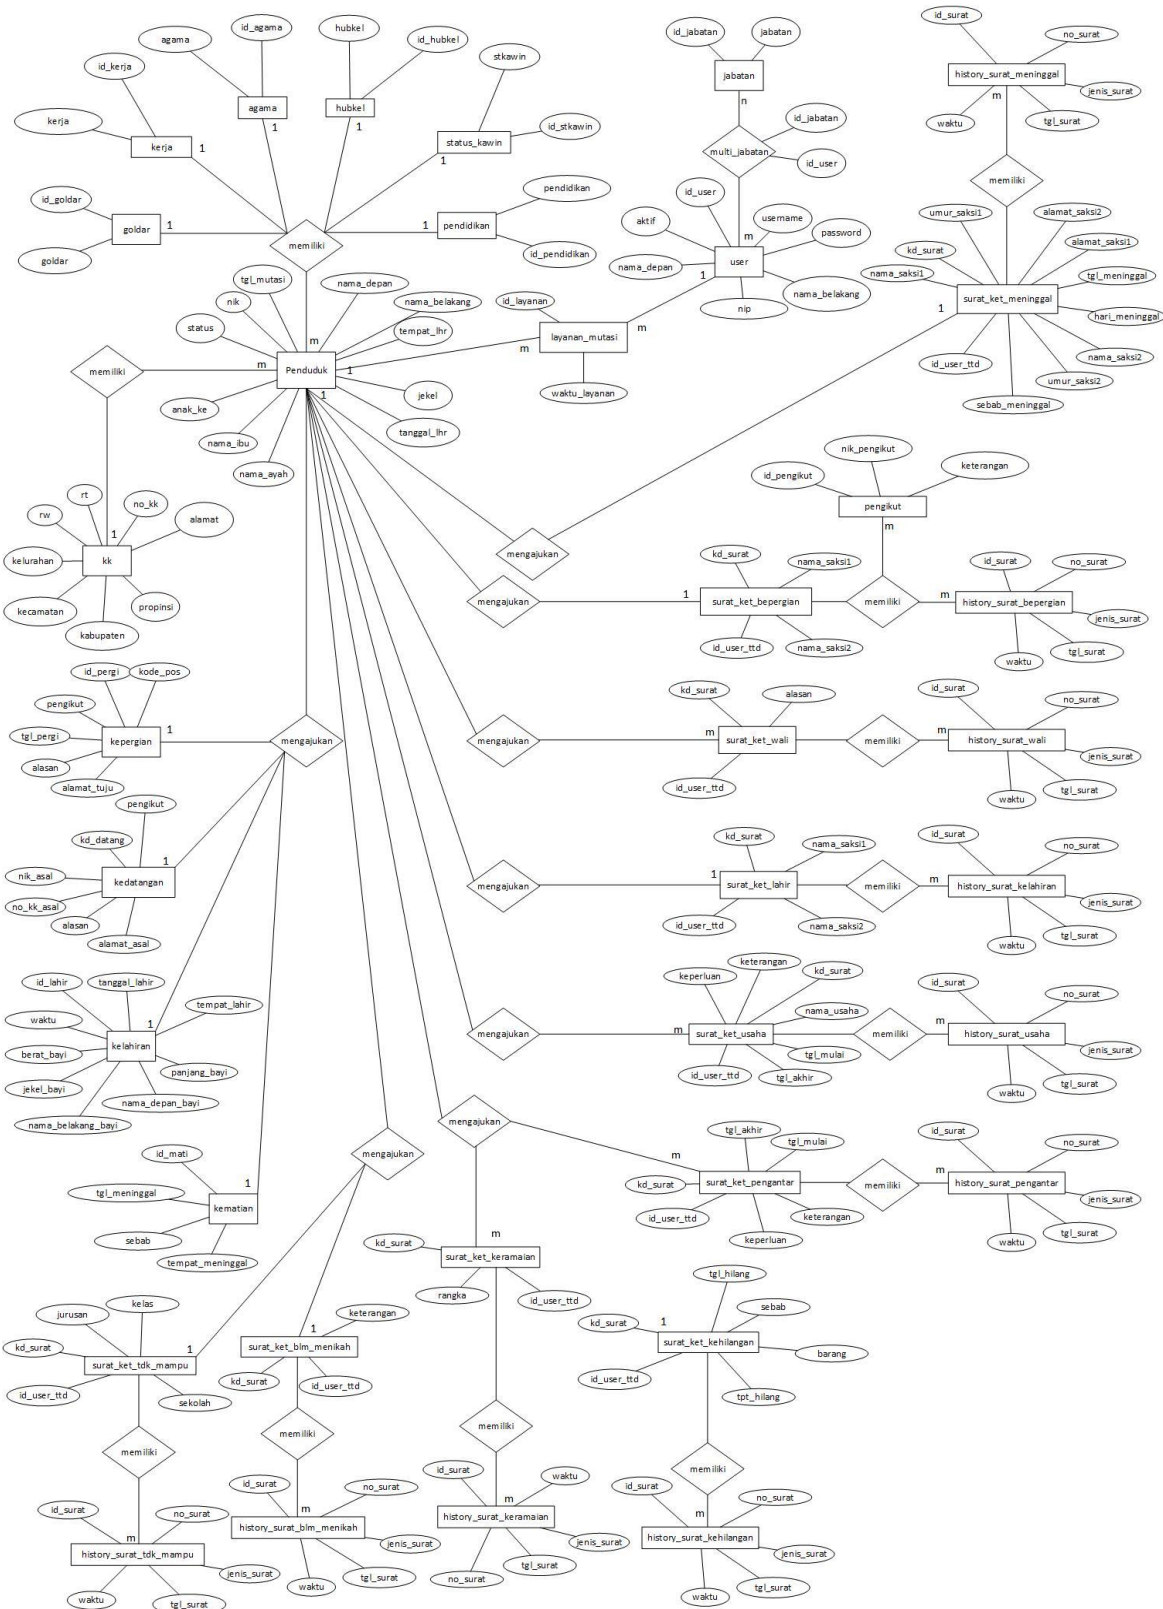 id_surat
id_agama
hubkel
agama
id_hubkel
id_jabatan
jabatan
no_surat
id_kerja
stkawin
jabatan
history_surat_meninggal
jenis_surat
agama
hubkel
n
m
kerja
1
1
id_stkawin
id_jabatan
waktu
tgl_surat
kerja
1
status_kawin
multi_jabatan
id_user
1
memiliki
id_goldar
pendidikan
id_user
umur_saksi1
alamat_saksi2
goldar
1
memiliki
1
pendidikan
aktif
username
password
kd_surat
alamat_saksi1
goldar
id_pendidikan
m
user
nama_saksi1
tgl_meninggal
tgl_mutasi
nama_depan
nama_depan
1
nama_belakang
surat_ket_meninggal
nik
nama_belakang
id_layanan
nip
1
hari_meninggal
status
tempat_lhr
layanan_mutasi
m
m
m
nama_saksi2
memiliki
m
Penduduk
1
id_user_ttd
umur_saksi2
1
jekel
waktu_layanan
sebab_meninggal
anak_ke
tanggal_lhr
nama_ibu
nama_ayah
nik_pengikut
id_pengikut
keterangan
rt
no_kk
pengikut
rw
alamat
m
1
mengajukan
kelurahan
kk
kd_surat
nama_saksi1
id_surat
no_surat
mengajukan
1
surat_ket_bepergian
memiliki
m
history_surat_bepergian
kecamatan
propinsi
jenis_surat
kabupaten
id_user_ttd
nama_saksi2
tgl_surat
waktu
id_pergi
kode_pos
pengikut
kd_surat
alasan
id_surat
no_surat
tgl_pergi
kepergian
1
mengajukan
mengajukan
m
surat_ket_wali
memiliki
m
history_surat_wali
jenis_surat
alasan
alamat_tuju
id_user_ttd
tgl_surat
waktu
pengikut
kd_datang
kd_surat
nama_saksi1
id_surat
no_surat
1
nik_asal
kedatangan
mengajukan
1
surat_ket_lahir
memiliki
m
history_surat_kelahiran
no_kk_asal
jenis_surat
alasan
id_user_ttd
nama_saksi2
tgl_surat
alamat_asal
waktu
keterangan
id_lahir
tanggal_lahir
keperluan
kd_surat
id_surat
no_surat
tempat_lahir
nama_usaha
waktu
1
mengajukan
m
surat_ket_usaha
memiliki
m
history_surat_usaha
kelahiran
berat_bayi
tgl_mulai
jenis_surat
panjang_bayi
id_user_ttd
tgl_akhir
tgl_surat
jekel_bayi
waktu
nama_depan_bayi
nama_belakang_bayi
mengajukan
tgl_akhir
id_surat
tgl_mulai
no_surat
id_mati
mengajukan
m
m
tgl_meninggal
1
kd_surat
surat_ket_pengantar
memiliki
history_surat_pengantar
jenis_surat
kematian
id_user_ttd
keterangan
tgl_surat
sebab
m
keperluan
waktu
kd_surat
tempat_meninggal
surat_ket_keramaian
tgl_hilang
rangka
id_user_ttd
kelas
jurusan
keterangan
sebab
1
kd_surat
1
kd_surat
1
surat_ket_blm_menikah
surat_ket_kehilangan
barang
surat_ket_tdk_mampu
kd_surat
id_user_ttd
id_user_ttd
id_user_ttd
sekolah
tpt_hilang
memiliki
memiliki
memiliki
memiliki
id_surat
no_surat
id_surat
waktu
id_surat
no_surat
id_surat
no_surat
m
m
m
history_surat_keramaian
m
history_surat_blm_menikah
history_surat_kehilangan
jenis_surat
jenis_surat
history_surat_tdk_mampu
jenis_surat
jenis_surat
tgl_surat
tgl_surat
no_surat
waktu
tgl_surat
waktu
waktu
tgl_surat